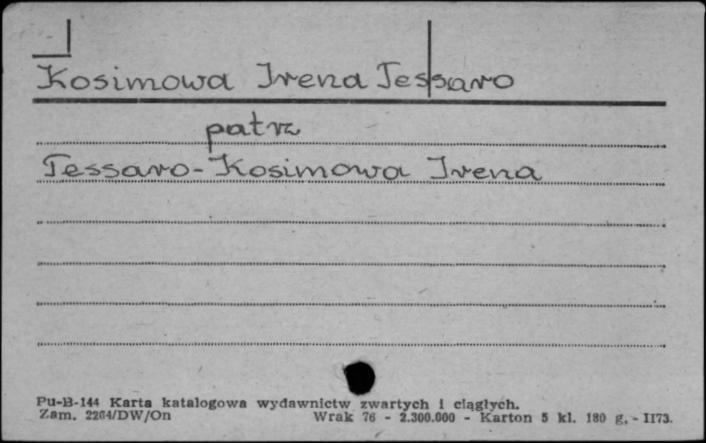 Kosimowa Irena Tessaro
patrz
Tessaro-Kosimowa Irena
Pu-B-144 Karta katalogowa wydawnictw zwartych i ciągłych.
Zam. 2264/DW/On Wrak 76 - 2.300.000 - Karton 5 kl. 180 g. - II73.